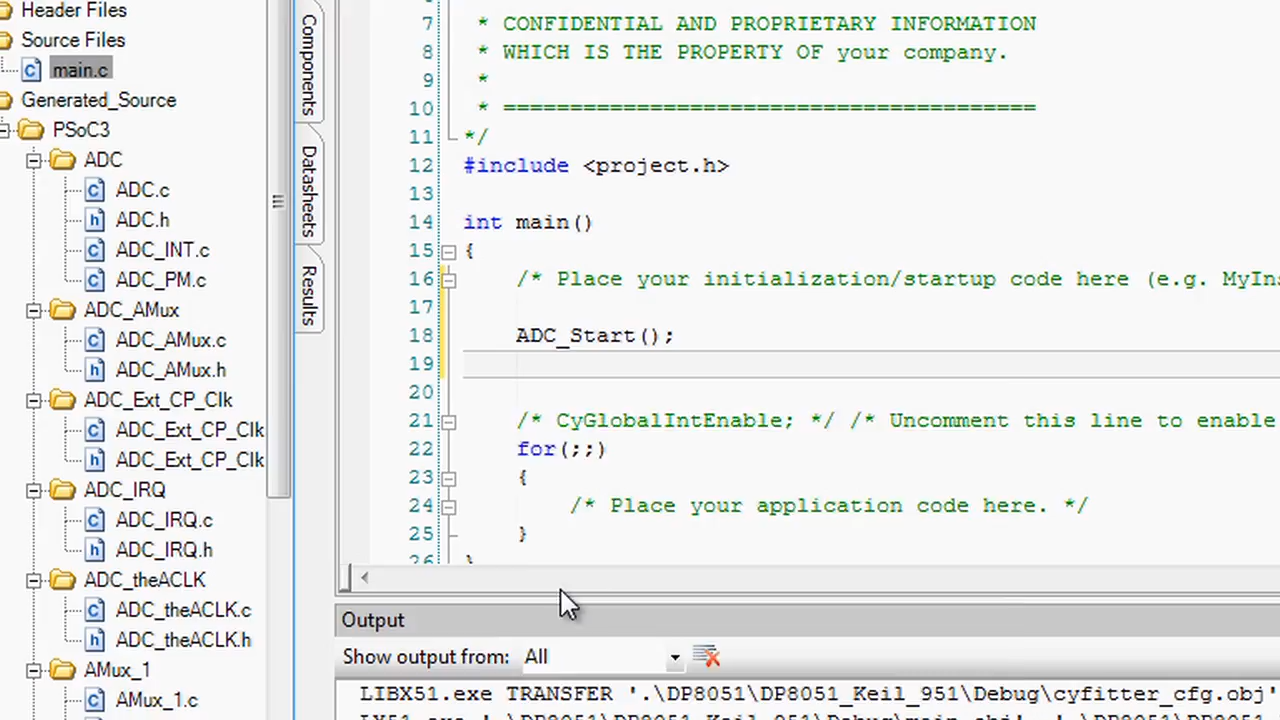 Header Files
Source Files
main.c
Generated_Source
PSoC3
ADC
ADC.c
ADC.h
ADC_INT.c
ADC_PM.c
ADC_AMux
ADC_AMux.c
ADC_AMux.h
ADC_Ext_CP_Clk
ADC_Ext_CP_Clk
ADC_Ext_CP_Clk
ADC_IRQ
ADC_IRQ.c
ADC_IRQ.h
ADC_theACLK
ADC_theACLK.c
ADC_theACLK.h
AMux_1
AMux_1.c
Components
Datasheets
Results
7 * CONFIDENTIAL AND PROPRIETARY INFORMATION
8 * WHICH IS THE PROPERTY OF your company.
9 *
10 * ========================================
11 */
12 #include <project.h>
13
14 int main()
15 {
16 /* Place your initialization/startup code here (e.g. MyIns
17
18 ADC_Start();
19
20
21 /* CyGlobalIntEnable; */ /* Uncomment this line to enable
22 for(;;)
23 {
24 /* Place your application code here. */
25 }
26 }
Output
Show output from: All
LIBX51.exe TRANSFER '.\DP8051\DP8051_Keil_951\Debug\cyfitter_cfg.obj'